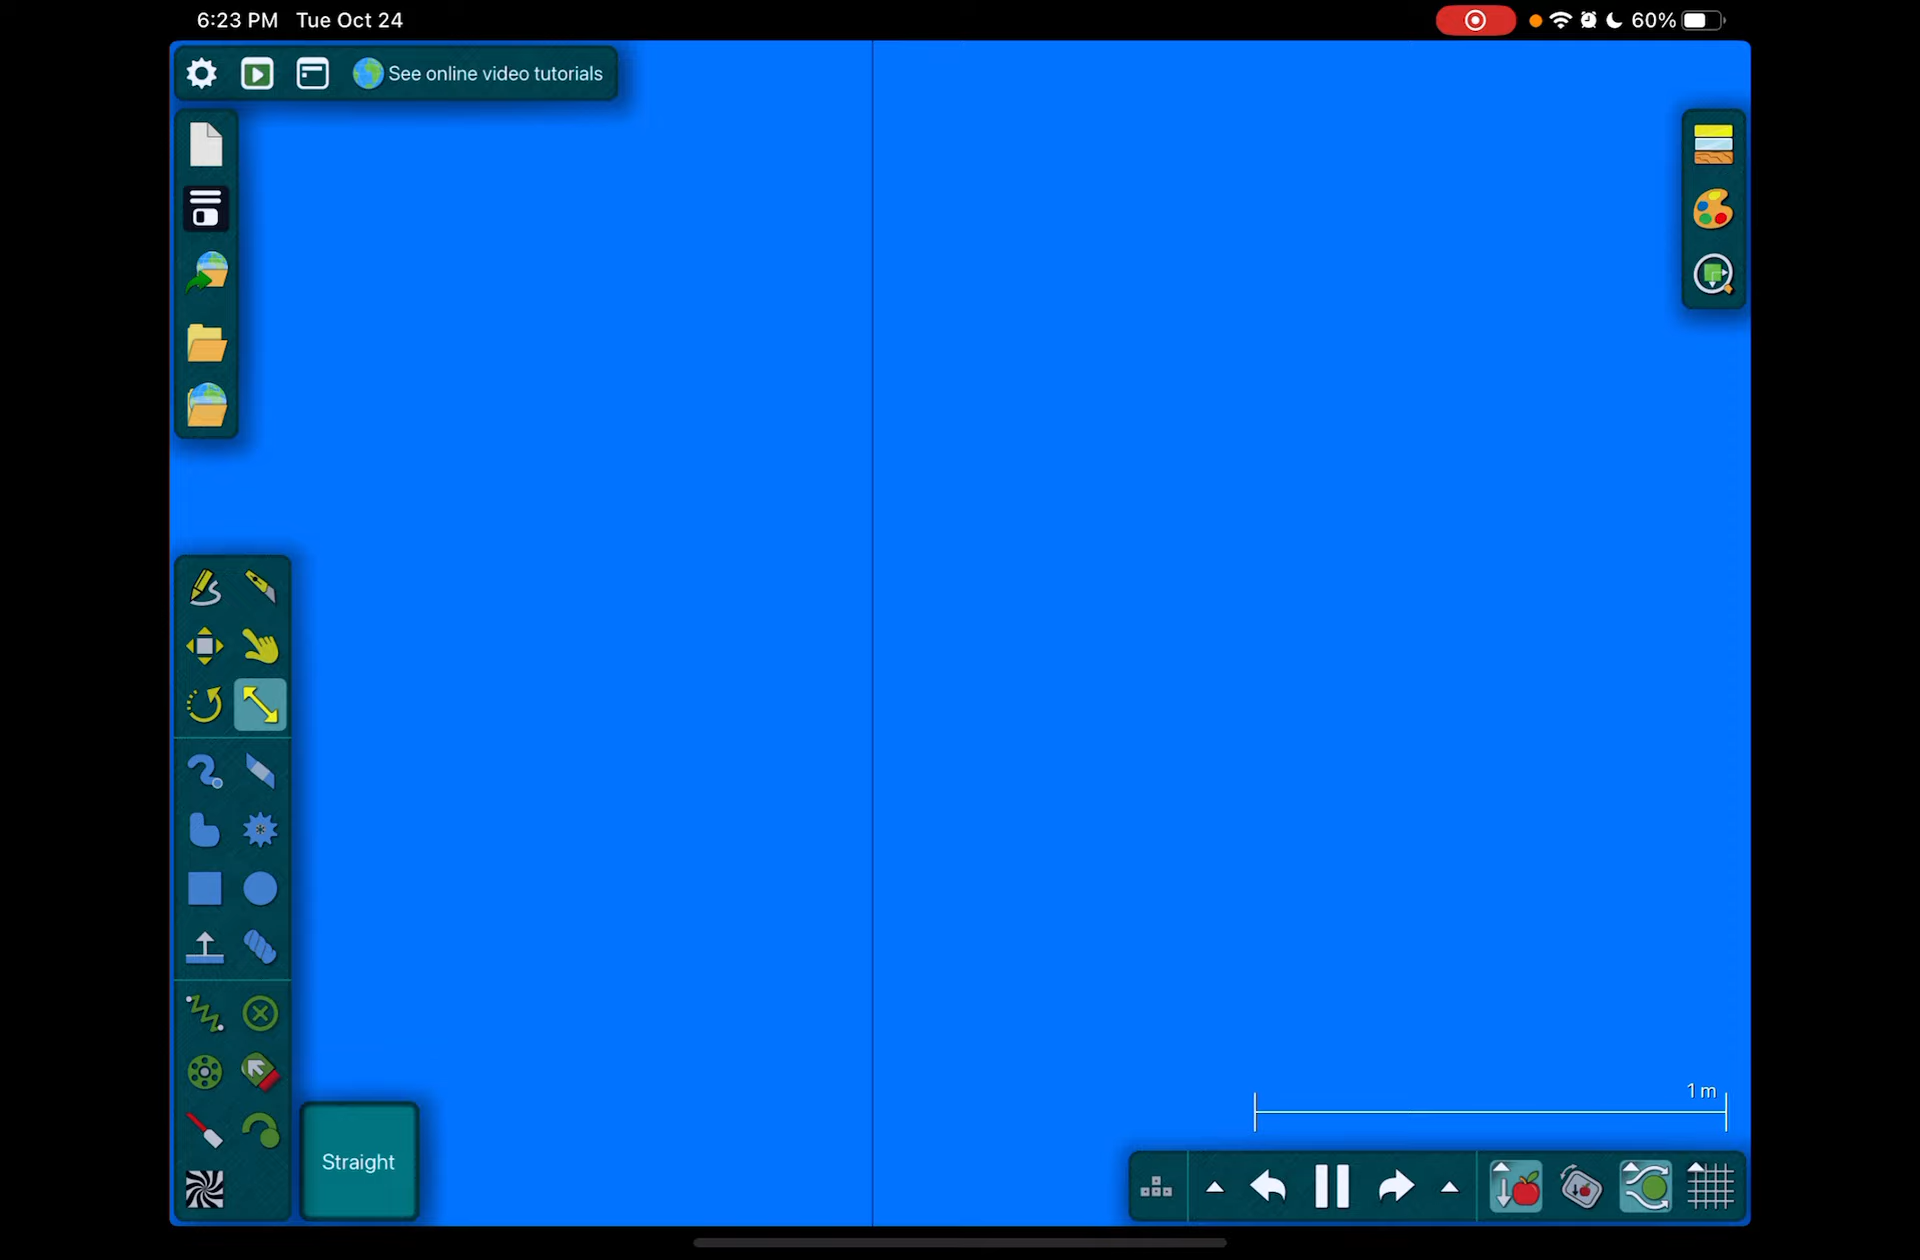 6:23 PM Tue Oct 24
60%
See online video tutorials
1 m
Straight